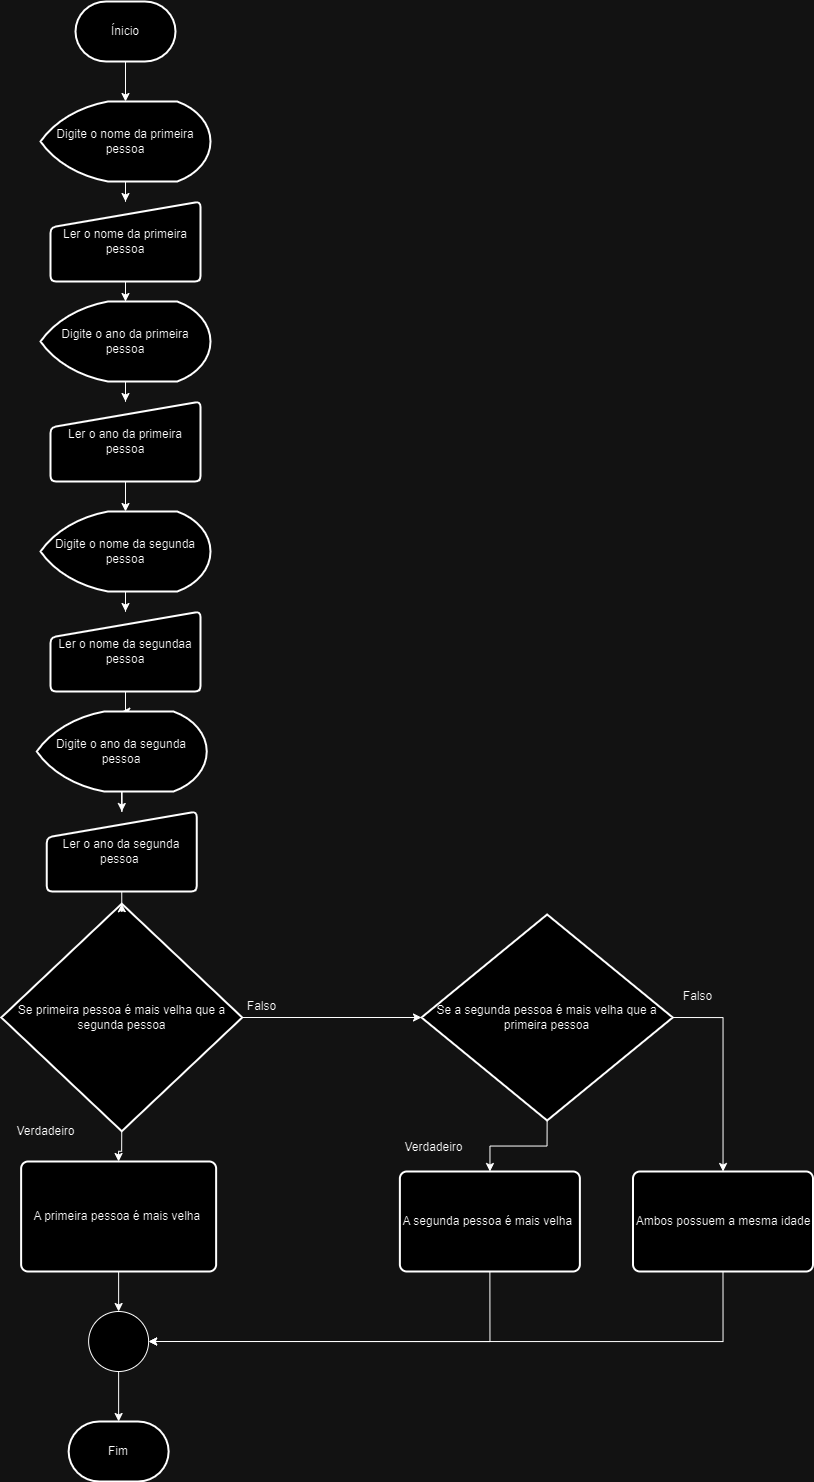 Ínicio
Digite o nome da primeira
pessoa
Ler o nome da primeira
pessoa
Digite o ano da primeira
pessoa
Ler o ano da primeira
pessoa
Digite o nome da segunda
pessoa
Ler o nome da segundaa
pessoa
Digite o ano da segunda
pessoa
Ler o ano da segunda
pessoa
Se primeira pessoa é mais velha que a
segunda pessoa
Falso
Se a segunda pessoa é mais velha que a
primeira pessoa
Falso
Verdadeiro
Verdadeiro
A primeira pessoa é mais velha
A segunda pessoa é mais velha
Ambos possuem a mesma idade
Fim